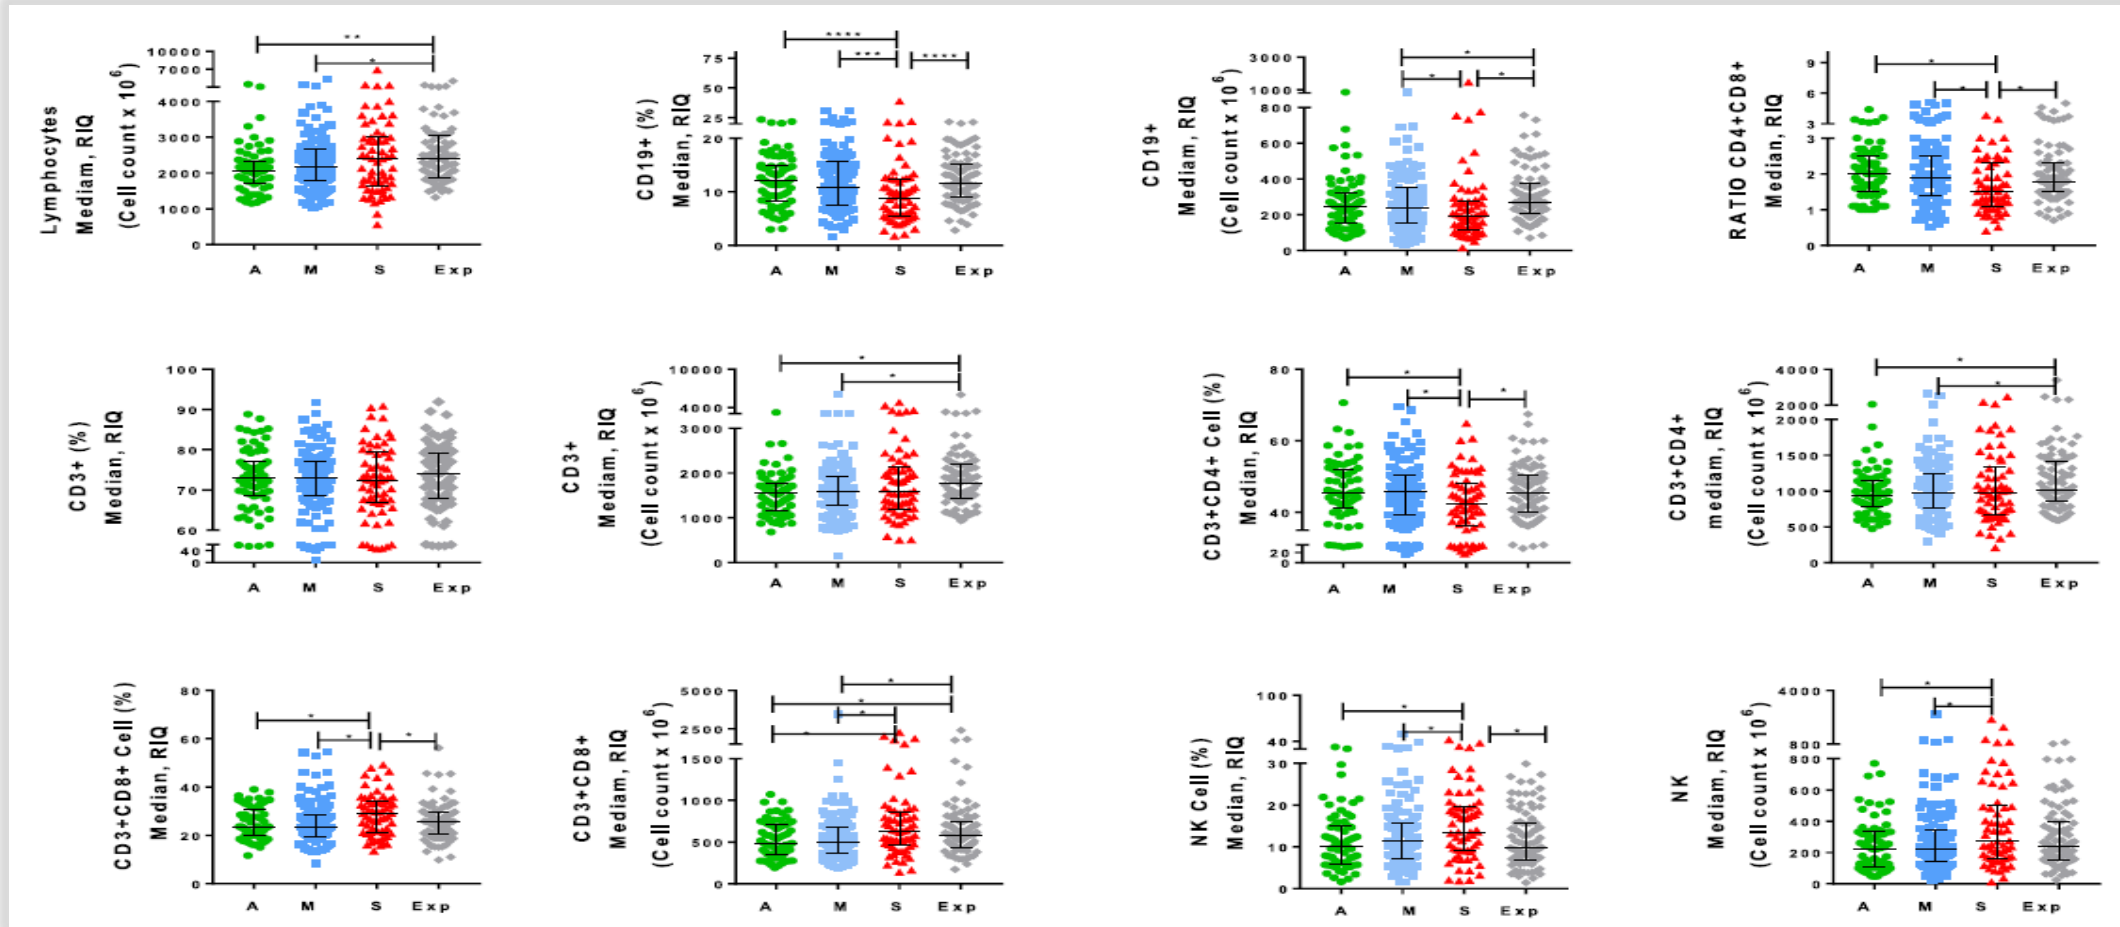 Lymphocytes
Mediam, RIQ
(Cell count x 10^6)
10000
7000
4000
3000
2000
1000
0
**
*
A M S Exp
CD19+ (%)
Median, RIQ
75
50
25
20
10
0
****
*** ****
A M S Exp
CD19+
Mediam, RIQ
(Cell count x 10^6)
3000
1000
800
600
400
200
0
*
* *
A M S Exp
RATIO CD4+CD8+
Median, RIQ
9
6
3
3
2
1
0
*
* *
A M S Exp
CD3+ (%)
Median, RIQ
100
90
80
70
60
40
0
A M S Exp
CD3+
Mediam, RIQ
(Cell count x 10^6)
10000
4000
3000
2000
1000
0
*
*
A M S Exp
CD3+CD4+ Cell (%)
Median, RIQ
80
60
40
20
0
*
* *
A M S Exp
CD3+CD4+
mediam, RIQ
(Cell count x 10^6)
4000
2000
2000
1500
1000
500
0
*
*
A M S Exp
CD3+CD8+ Cell (%)
Median, RIQ
80
60
40
20
0
*
* *
A M S Exp
CD3+CD8+
Mediam, RIQ
(Cell count x 10^6)
5000
2500
1500
1000
500
0
*
*
*
*
A M S Exp
NK Cell (%)
Median, RIQ
100
40
30
20
10
0
*
* *
A M S Exp
NK
Mediam, RIQ
(Cell count x 10^6)
4000
800
800
600
400
200
0
*
*
A M S Exp